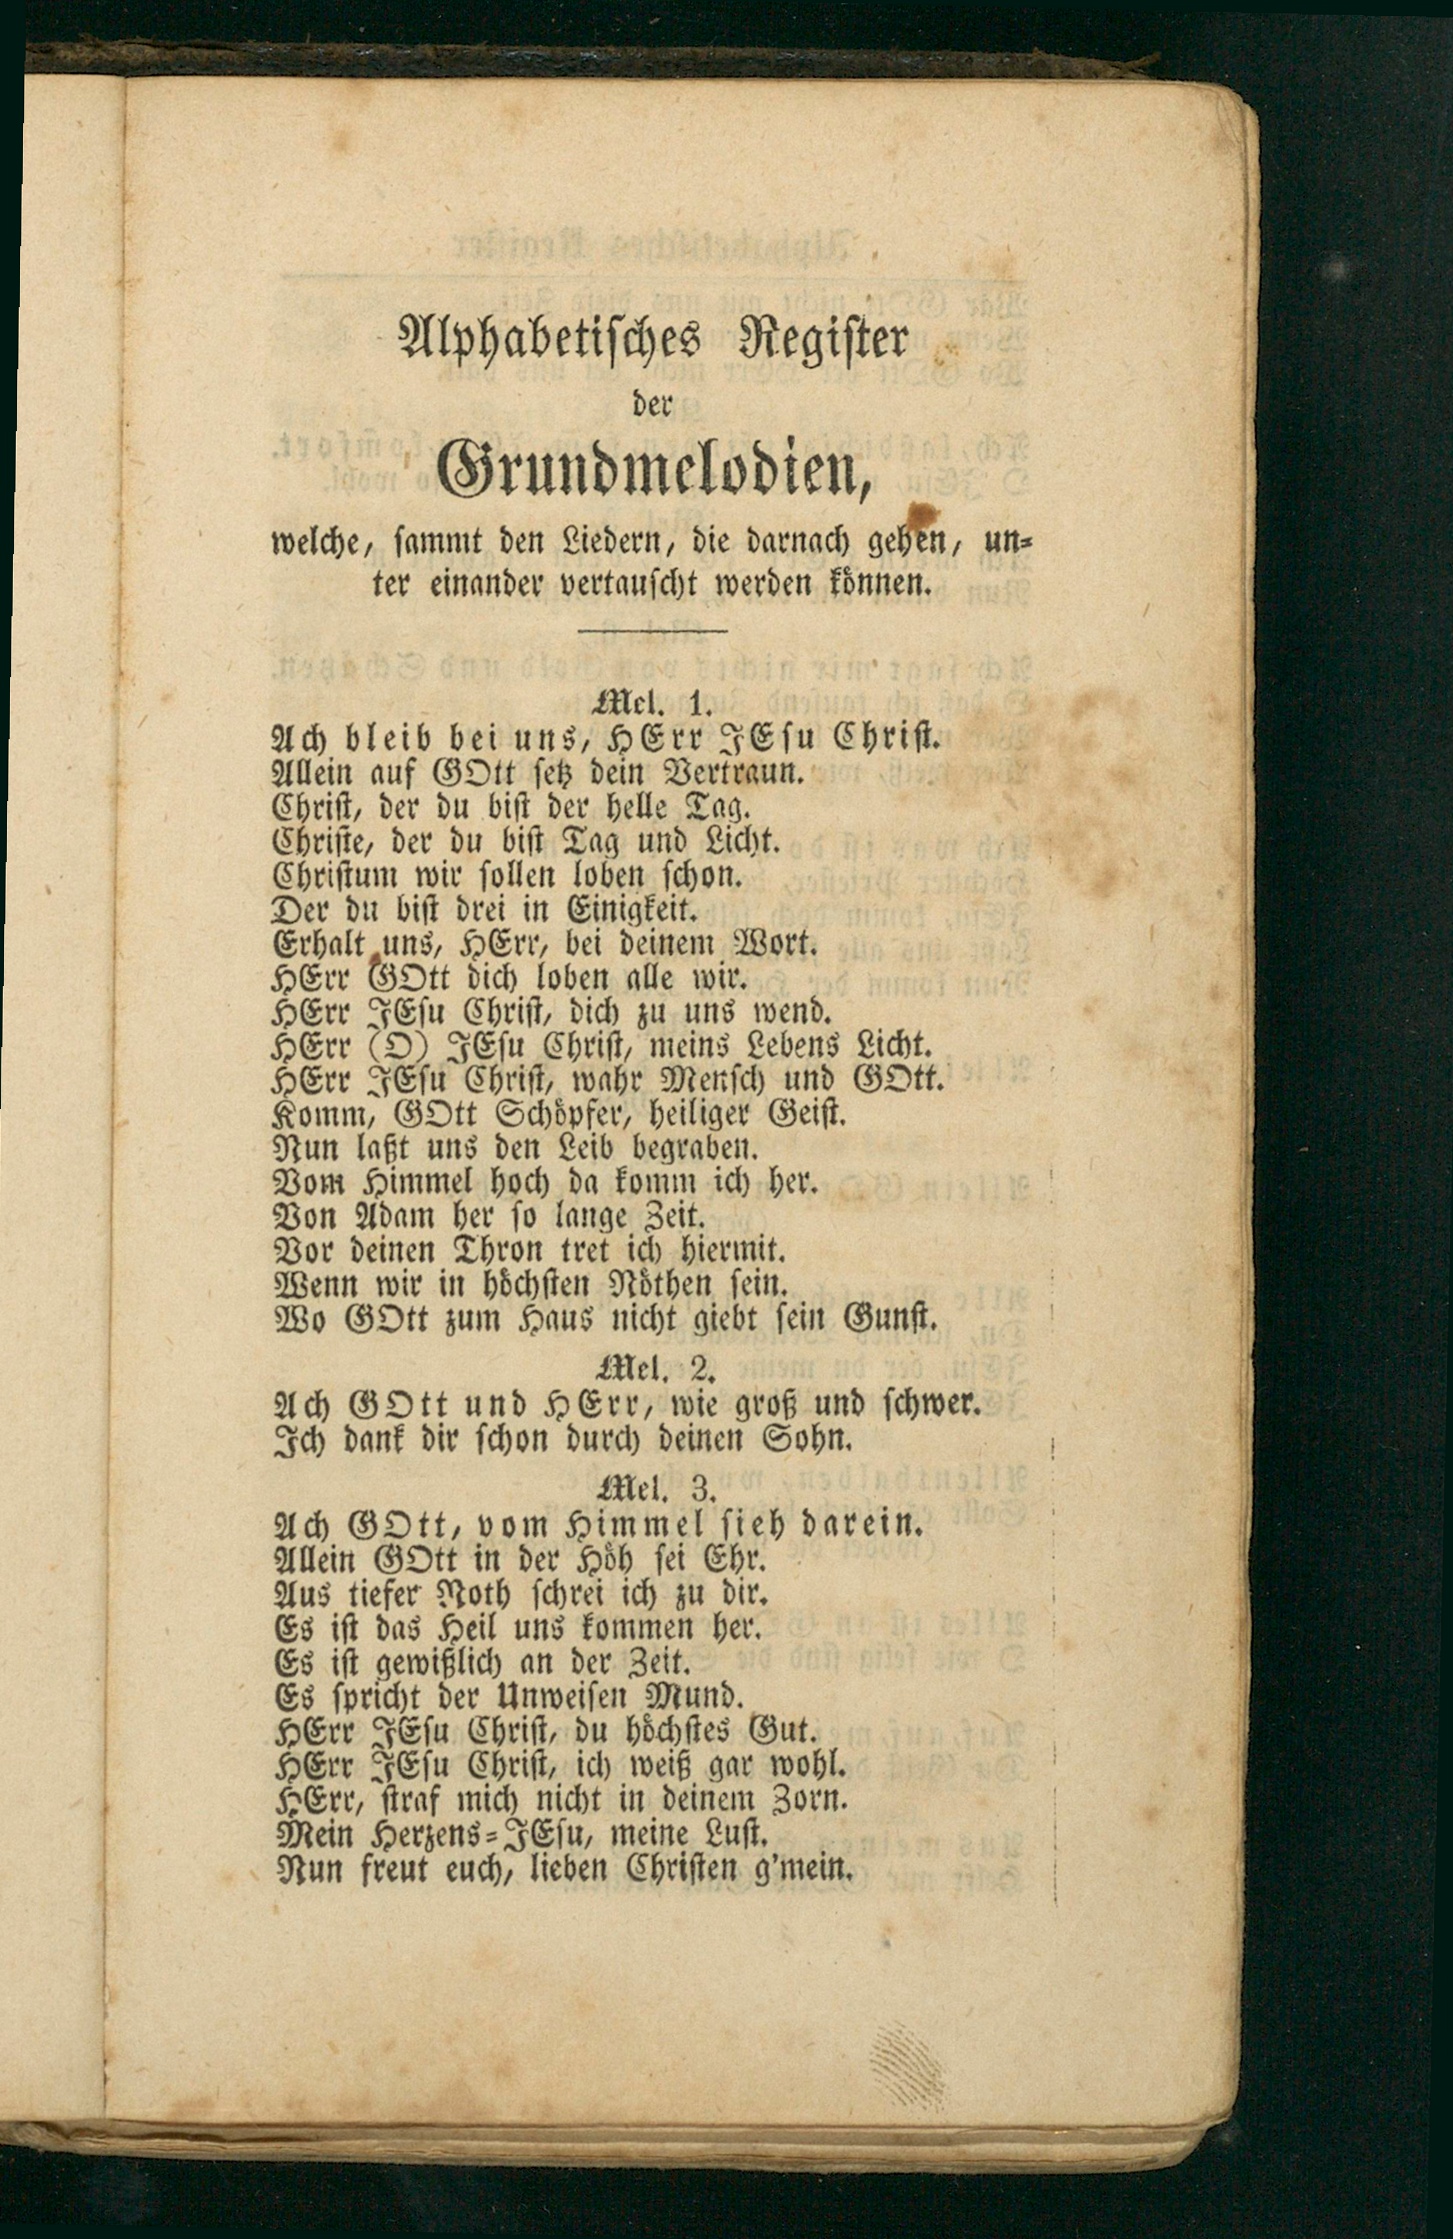 Alphabetisches Register
der
Grundmelodien,
welche, sammt den Liedern, die darnach gehen, un-
ter einander vertauscht werden können.
Mel. 1.
Ach bleib bei uns, HErr JEsu Christ.
Allein auf GOtt setz dein Vertraun.
Christ, der du bist der helle Tag.
Christe, der du bist Tag und Licht.
Christum wir sollen loben schon.
Der du bist drei in Einigkeit.
Erhalt uns, HErr, bei deinem Wort.
HErr GOtt dich loben alle wir.
HErr JEsu Christ, dich zu uns wend.
HErr (O) JEsu Christ, meins Lebens Licht.
HErr JEsu Christ, wahr Mensch und GOtt.
Komm, GOtt Schöpfer, heiliger Geist.
Nun laßt uns den Leib begraben.
Vom Himmel hoch da komm ich her.
Von Adam her so lange Zeit.
Vor deinen Thron tret ich hiermit.
Wenn wir in höchsten Nöthen sein.
Wo GOtt zum Haus nicht giebt sein Gunst.
Mel. 2.
Ach GOtt und HErr, wie groß und schwer.
Ich dank dir schon durch deinen Sohn.
Mel. 3.
Ach GOtt, vom Himmel sieh darein.
Allein GOtt in der Höh sei Ehr.
Aus tiefer Noth schrei ich zu dir.
Es ist das Heil uns kommen her.
Es ist gewißlich an der Zeit.
Es spricht der Unweisen Mund.
HErr JEsu Christ, du höchstes Gut.
HErr JEsu Christ, ich weiß gar wohl.
HErr, straf mich nicht in deinem Zorn.
Mein Herzens-JEsu, meine Lust.
Nun freut euch, lieben Christen g'mein.